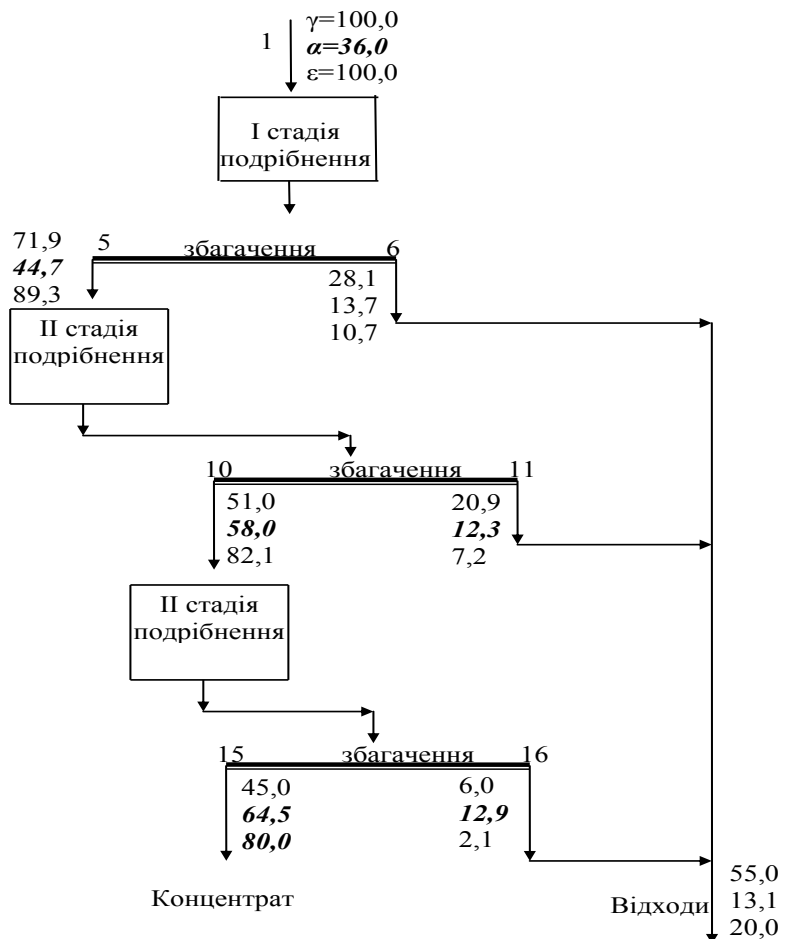 γ=100,0
1
α=36,0
ε=100,0
І стадія
подрібнення
71,9
5
збагачення
6
44,7
89,3
28,1
13,7
10,7
ІІ стадія
подрібнення
10
збагачення
11
51,0
58,0
82,1
20,9
12,3
7,2
ІІ стадія
подрібнення
15
збагачення
16
45,0
64,5
80,0
6,0
12,9
2,1
Концентрат
Відходи
55,0
13,1
20,0